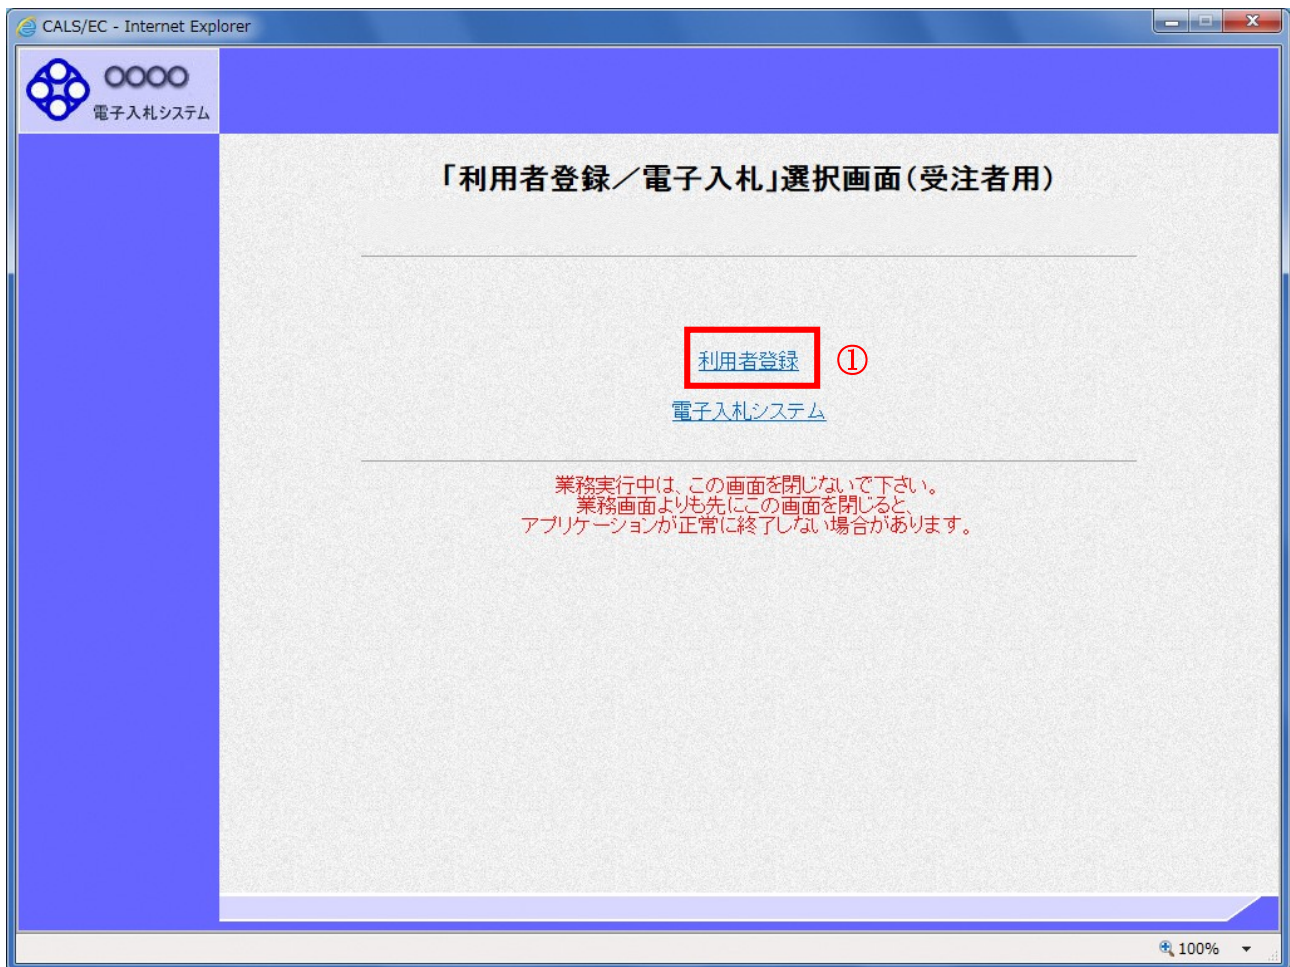 CALS/EC - Internet Explorer
○○○○
電子入札システム
「利用者登録／電子入札」選択画面(受注者用)
利用者登録 ①
電子入札システム
業務実行中は、この画面を閉じないで下さい。
業務画面よりも先にこの画面を閉じると、
アプリケーションが正常に終了しない場合があります。
100%